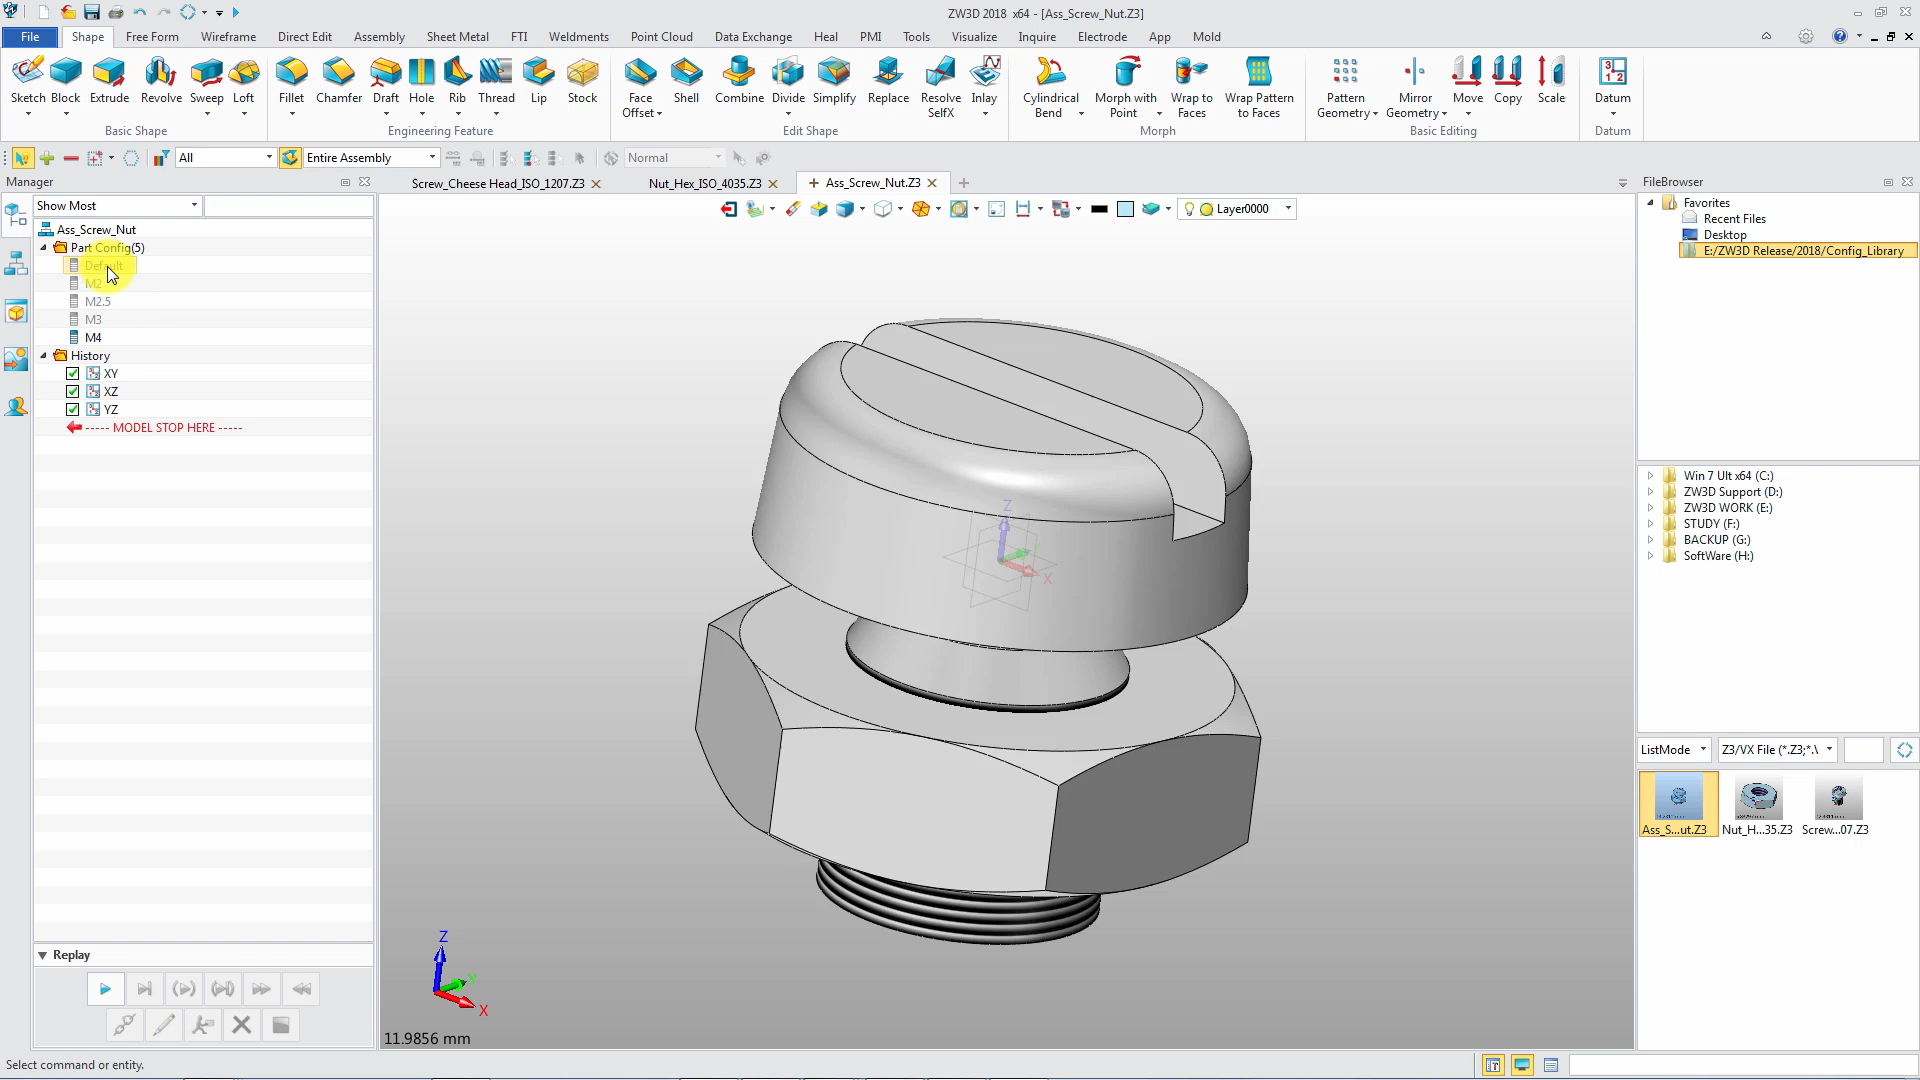 ZW3D 2018 x64 - [Ass_Screw_Nut.Z3]
File Shape Free Form Wireframe Direct Edit Assembly Sheet Metal FTI Weldments Point Cloud Data Exchange Heal PMI Tools Visualize Inquire Electrode App Mold
Sketch Block Extrude Revolve Sweep Loft Fillet Chamfer Draft Hole Rib Thread Lip Stock Face Offset Shell Combine Divide Simplify Replace Resolve SelfX Inlay Cylindrical Bend Morph with Point Wrap to Faces Wrap Pattern to Faces Pattern Geometry Mirror Geometry Move Copy Scale Datum
Basic Shape Engineering Feature Edit Shape Morph Basic Editing Datum
All Entire Assembly Normal
Manager
Screw_Cheese Head_ISO_1207.Z3 Nut_Hex_ISO_4035.Z3 Ass_Screw_Nut.Z3
FileBrowser
Show Most
Layer0000
Ass_Screw_Nut
Part Config(5)
Default
M2
M2.5
M3
M4
History
XY
XZ
YZ
----- MODEL STOP HERE -----
Favorites
Recent Files
Desktop
E:/ZW3D Release/2018/Config_Library
Win 7 Ult x64 (C:)
ZW3D Support (D:)
ZW3D WORK (E:)
STUDY (F:)
BACKUP (G:)
SoftWare (H:)
Z
X
ListMode Z3/VX File (*.Z3;*.\
Ass_S...ut.Z3 Nut_H...35.Z3 Screw...07.Z3
Replay
Z
Y
X
11.9856 mm
Select command or entity.